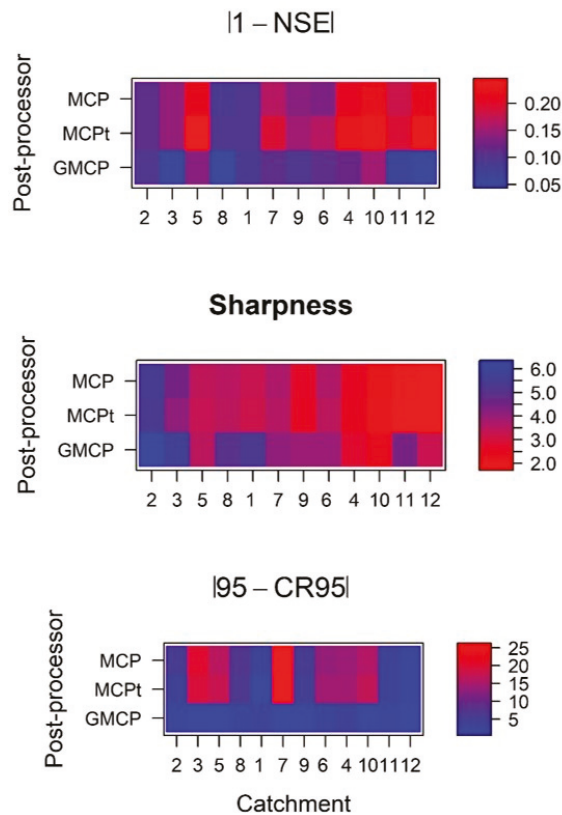 |1 – NSE|
Post-processor
MCP
MCPt
GMCP
0.20
0.15
0.10
0.05
2 3 5 8 1 7 9 6 4 10 11 12
Sharpness
Post-processor
MCP
MCPt
GMCP
6.0
5.0
4.0
3.0
2.0
2 3 5 8 1 7 9 6 4 10 11 12
|95 – CR95|
Post-processor
MCP
MCPt
GMCP
25
20
15
10
5
2 3 5 8 1 7 9 6 4 10 11 12
Catchment